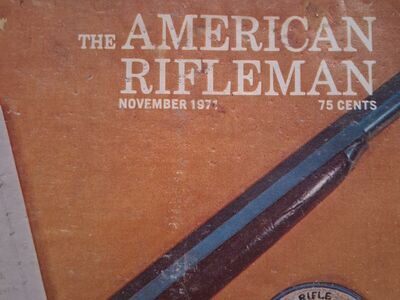 THE AMERICAN
RIFLEMAN
NOVEMBER 1971 75 CENTS
RIFLE